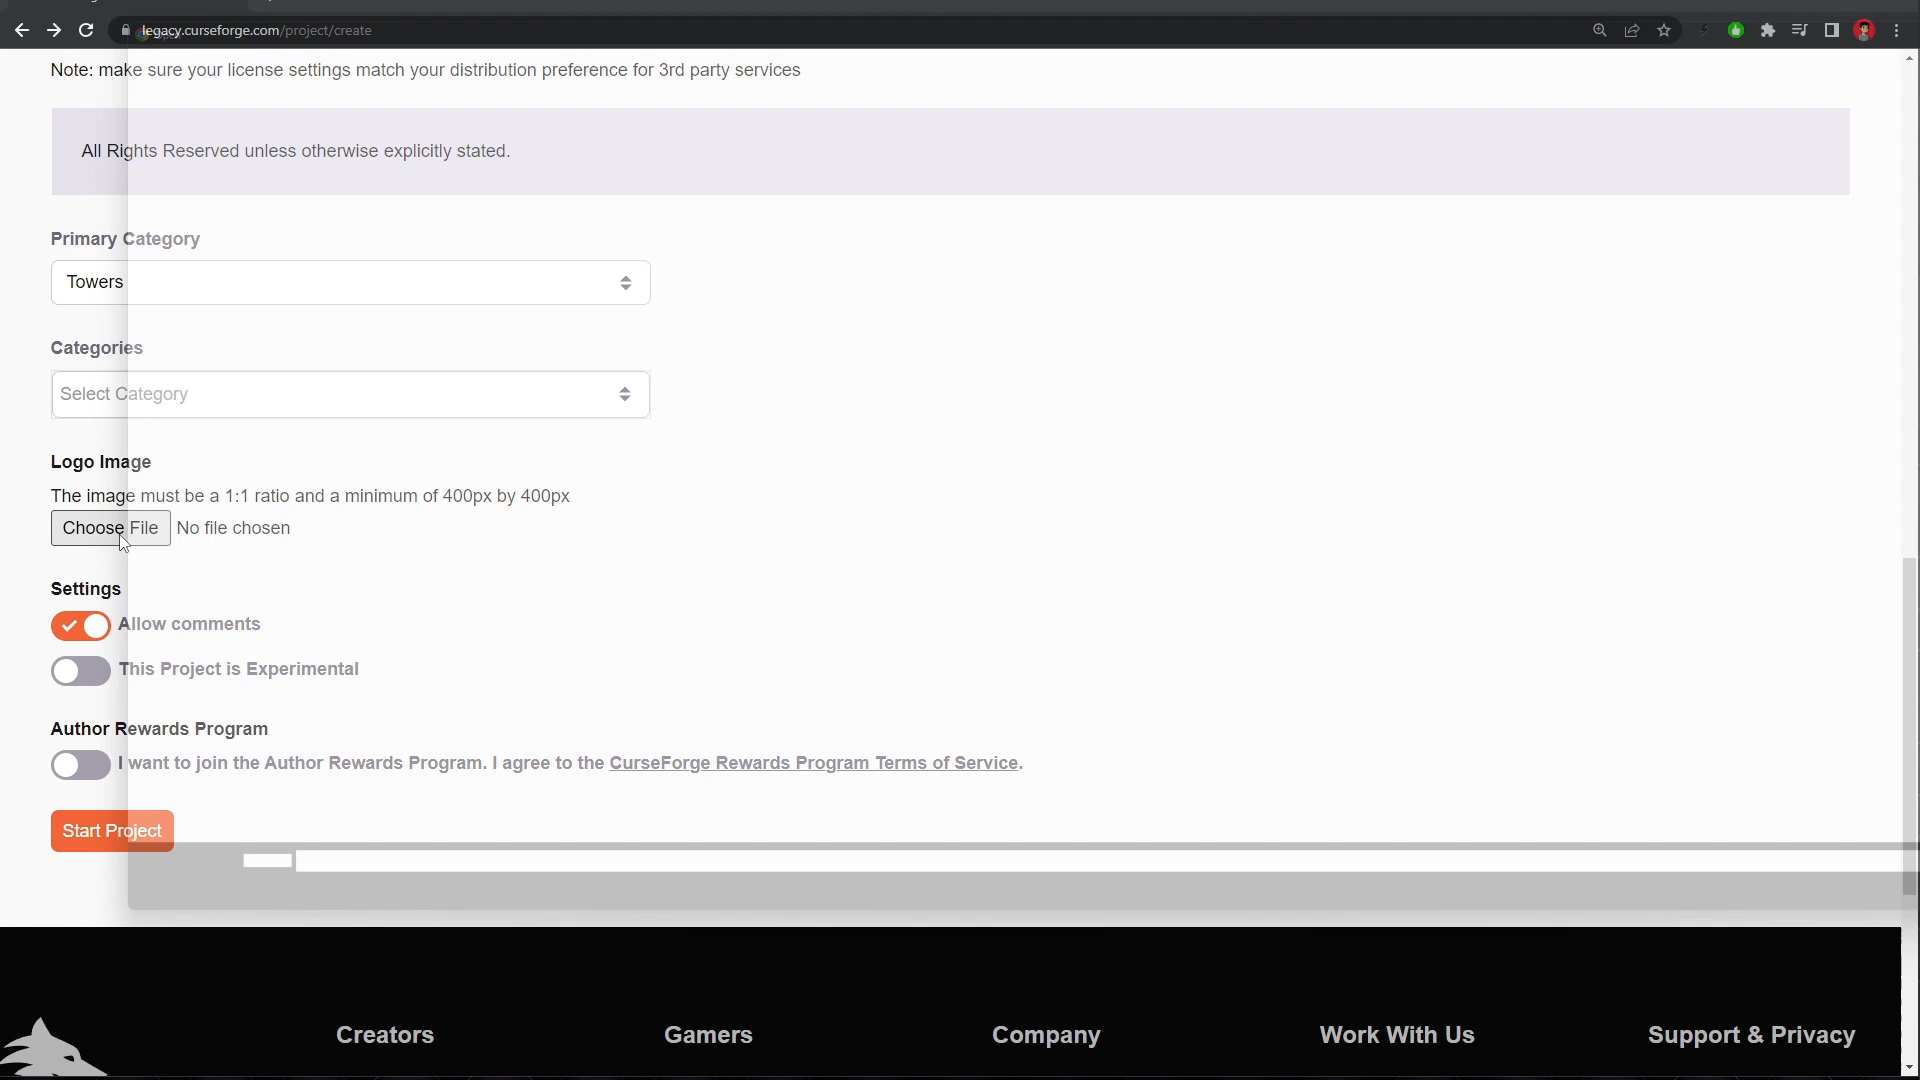 legacy.curseforge.com/project/create
Note: make sure your license settings match your distribution preference for 3rd party services
All Rights Reserved unless otherwise explicitly stated.
Primary Category
Towers
Categories
Select Category
Logo Image
The image must be a 1:1 ratio and a minimum of 400px by 400px
Choose File No file chosen
Settings
Allow comments
This Project is Experimental
Author Rewards Program
I want to join the Author Rewards Program. I agree to the CurseForge Rewards Program Terms of Service.
Start Project
Creators Gamers Company Work With Us Support & Privacy